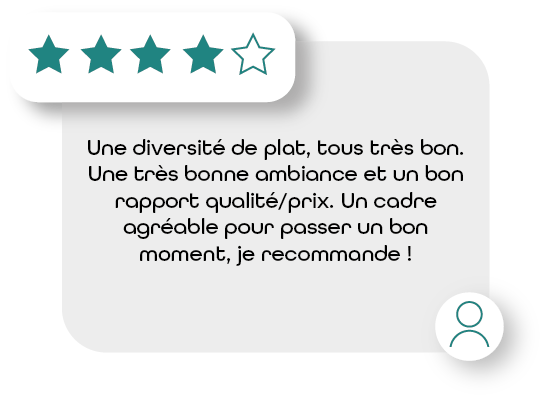 Une diversité de plat, tous très bon.
Une très bonne ambiance et un bon
rapport qualité/prix. Un cadre
agréable pour passer un bon
moment, je recommande !